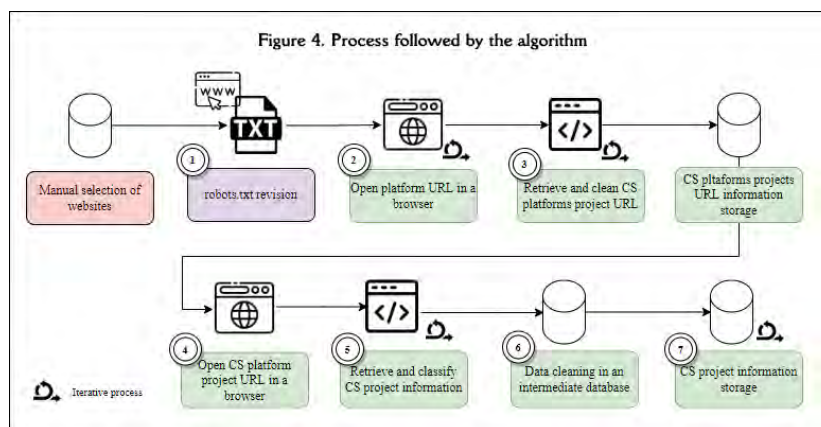 Figure 4. Process followed by the algorithm
WWW
TXT
Manual selection of
websites
1
robots.txt revision
2
Open platform URL in a
browser
3
Retrieve and clean CS
platforms project URL
CS pltaforms projects
URL information
storage
4
Open CS platform
project URL in a
browser
5
Retrieve and classify
CS project information
6
Data cleaning in an
intermediate database
7
CS project information
storage
Iterative process